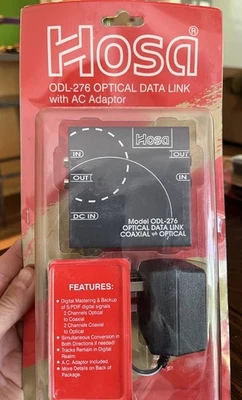 Hosa®
ODL-276 OPTICAL DATA LINK
with AC Adaptor
Hosa
IN
OUT
OUT
IN
DC IN
Model ODL-276
OPTICAL DATA LINK
COAXIAL ⇌ OPTICAL
FEATURES:
• Digital Mastering & Backup
of S/PDIF digital signals
2 Channels Optical
to Coaxial
2 Channels Coaxial
to Optical
• Simultaneous Conversion in
Both Directions if needed!
• Tracks Remain in Digital
Realm.
• A.C. Adaptor Included.
• More Details on Back of
Package.